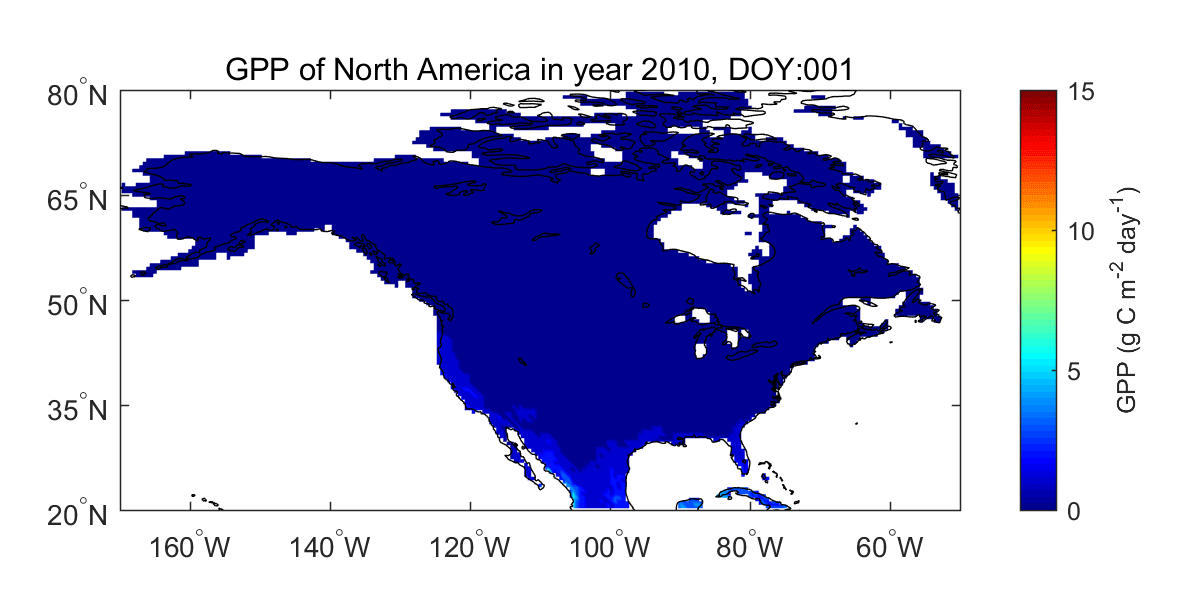 GPP of North America in year 2010, DOY:001
80°N
65°N
50°N
35°N
20°N
160°W
140°W
120°W
100°W
80°W
60°W
15
10
5
0
GPP (g C m⁻² day⁻¹)